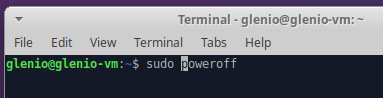 Terminal - glenio@glenio-vm: ~
File Edit View Terminal Tabs Help
glenio@glenio-vm:~$ sudo poweroff